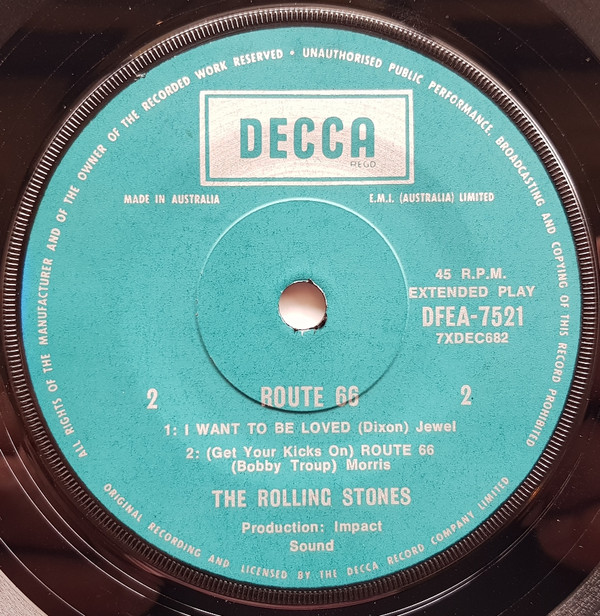 ALL RIGHTS OF THE MANUFACTURER AND OF THE OWNER OF THE RECORDED WORK RESERVED • UNAUTHORISED PUBLIC PERFORMANCE, BROADCASTING AND COPYING OF THIS RECORD PROHIBITED
DECCA
REGD
MADE IN AUSTRALIA
E.M.I. (AUSTRALIA) LIMITED
45 R.P.M.
EXTENDED PLAY
DFEA-7521
7XDEC682
2 ROUTE 66 2
1: I WANT TO BE LOVED (Dixon) Jewel
2: (Get Your Kicks On) ROUTE 66
(Bobby Troup) Morris
THE ROLLING STONES
Production: Impact
Sound
ORIGINAL RECORDING AND LICENSED BY THE DECCA RECORD COMPANY LIMITED